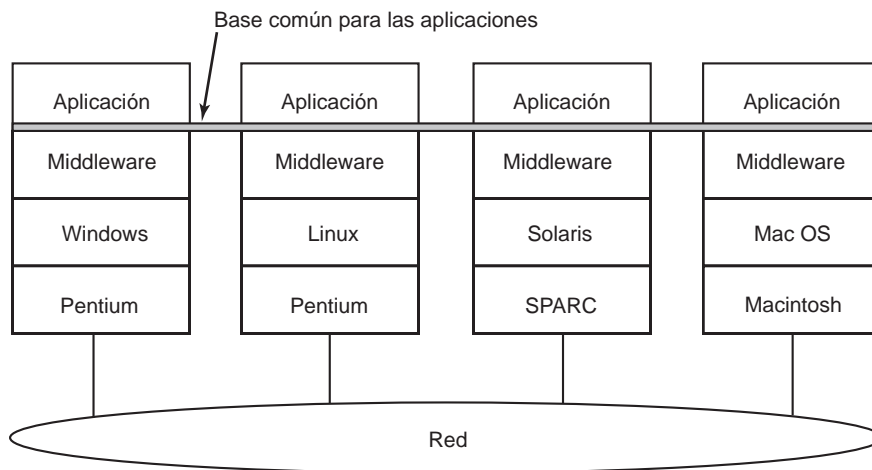 Base común para las aplicaciones
Aplicación Aplicación Aplicación Aplicación
Middleware Middleware Middleware Middleware
Windows Linux Solaris Mac OS
Pentium Pentium SPARC Macintosh
Red